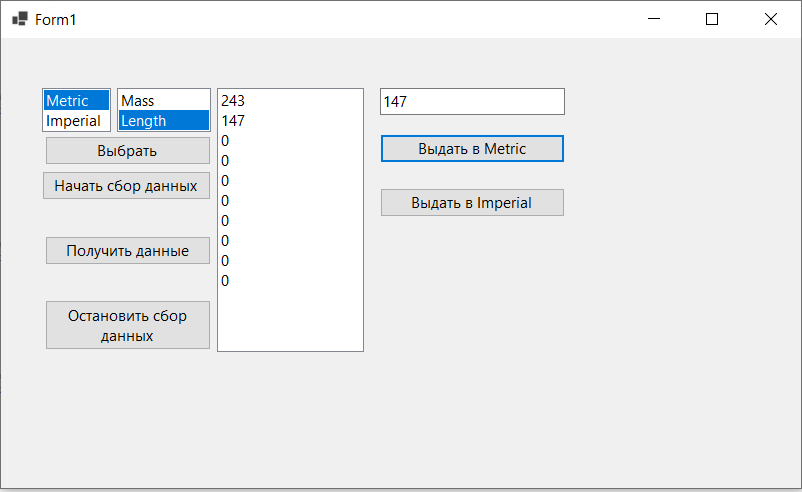 Form1
Metric
Imperial
Mass
Length
Выбрать
Начать сбор данных
Получить данные
Остановить сбор
данных
243
147
0
0
0
0
0
0
0
0
147
Выдать в Metric
Выдать в Imperial